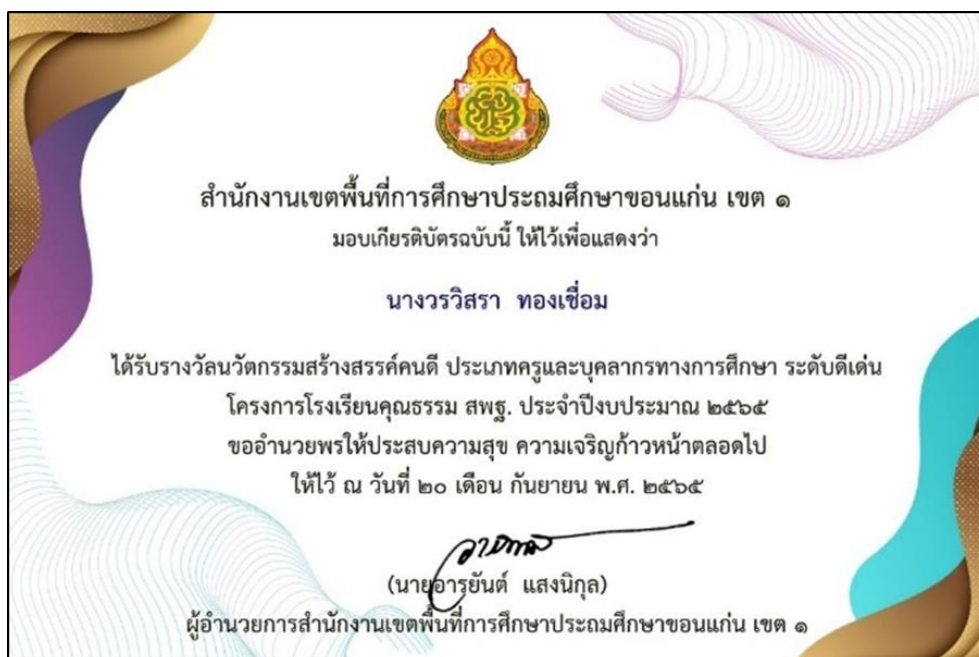 สำนักงานเขตพื้นที่การศึกษาประถมศึกษาขอนแก่น เขต ๑
มอบเกียรติบัตรฉบับนี้ ให้ไว้เพื่อแสดงว่า
นางวรวิสรา ทองเชื่อม
ได้รับรางวัลนวัตกรรมสร้างสรรค์คนดี ประเภทครูและบุคลากรทางการศึกษา ระดับดีเด่น
โครงการโรงเรียนคุณธรรม สพฐ. ประจำปีงบประมาณ ๒๕๖๕
ขออำนวยพรให้ประสบความสุข ความเจริญก้าวหน้าตลอดไป
ให้ไว้ ณ วันที่ ๒๐ เดือน กันยายน พ.ศ. ๒๕๖๕
(นายอารุยันต์ แสงนิกุล)
ผู้อำนวยการสำนักงานเขตพื้นที่การศึกษาประถมศึกษาขอนแก่น เขต ๑